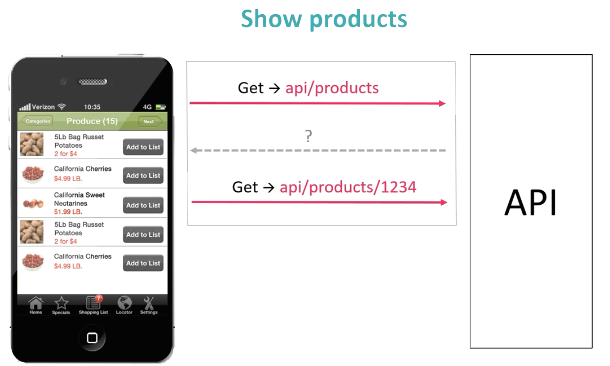 Show products
Verizon 10:35 4G
Categories Produce (15) Next
5Lb Bag Russet
Potatoes
2 for $4
Add to List
California Cherries
$4.99 LB.
Add to List
California Sweet
Nectarines
$1.99 LB.
Add to List
5Lb Bag Russet
Potatoes
2 for $4
Add to List
California Cherries
$4.99 LB.
Add to List
Home Specials Shopping List Locator Settings
Get → api/products
?
Get → api/products/1234
API